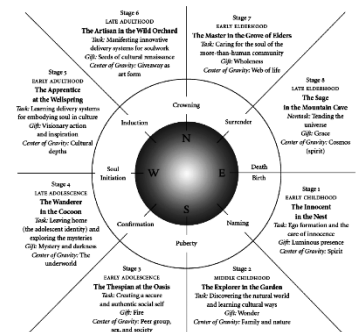 Stage 6
LATE ADULTHOOD
The Artisan in the Wild Orchard
Task: Manifesting innovative
delivery systems for soulwork
Gift: Seeds of cultural renaissance
Center of Gravity: Giveaway as
art form
Stage 7
EARLY ELDERHOOD
The Master in the Grove of Elders
Task: Caring for the soul of the
more-than-human community
Gift: Wholeness
Center of Gravity: Web of life
Stage 5
EARLY ADULTHOOD
The Apprentice
at the Wellspring
Task: Learning delivery systems
for embodying soul in culture
Gift: Visionary action
and inspiration
Center of Gravity: Cultural
depths
Stage 8
LATE ELDERHOOD
The Sage
in the Mountain Cave
Nontask: Tending the
universe
Gift: Grace
Center of Gravity: Cosmos
(spirit)
Crowning
Induction
Surrender
N
Soul
Initiation
W
E
Death
Birth
S
Confirmation
Naming
Puberty
Stage 4
LATE ADOLESCENCE
The Wanderer
in the Cocoon
Task: Leaving home
(the adolescent identity) and
exploring the mysteries
Gift: Mystery and darkness
Center of Gravity: The
underworld
Stage 1
EARLY CHILDHOOD
The Innocent
in the Nest
Task: Ego formation and the
care of innocence
Gift: Luminous presence
Center of Gravity: Spirit
Stage 3
EARLY ADOLESCENCE
The Thespian at the Oasis
Task: Creating a secure
and authentic social self
Gift: Fire
Center of Gravity: Peer group,
sex, and society
Stage 2
MIDDLE CHILDHOOD
The Explorer in the Garden
Task: Discovering the natural world
and learning cultural ways
Gift: Wonder
Center of Gravity: Family and nature